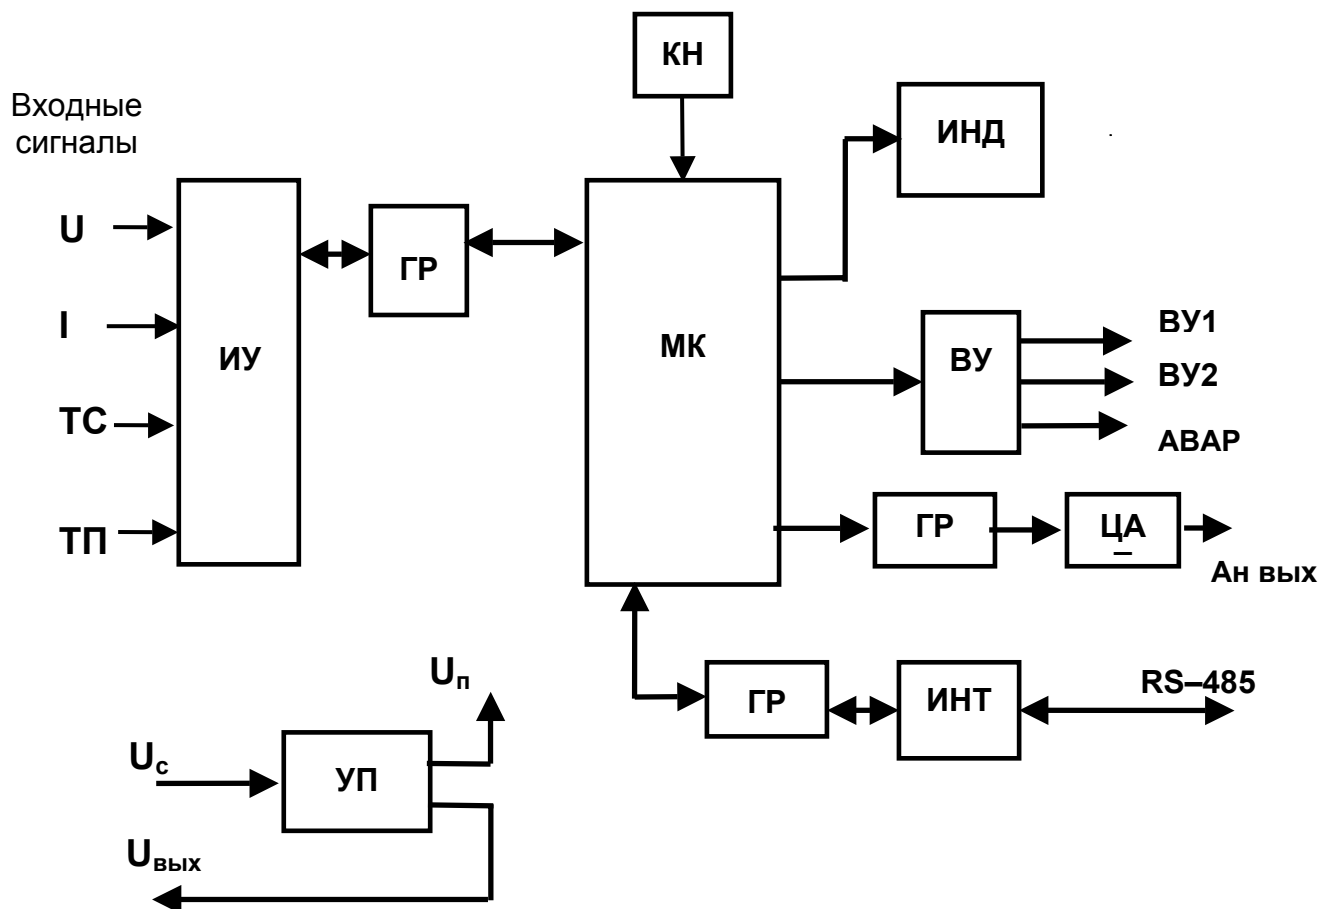 КН
Входные
сигналы
ИНД
U
ГР
I
ИУ
МК
ВУ
ВУ1
ВУ2
АВАР
ТС
ТП
ГР
ЦА
Ан вых
Uп
ГР
ИНТ
RS–485
Uс
УП
Uвых